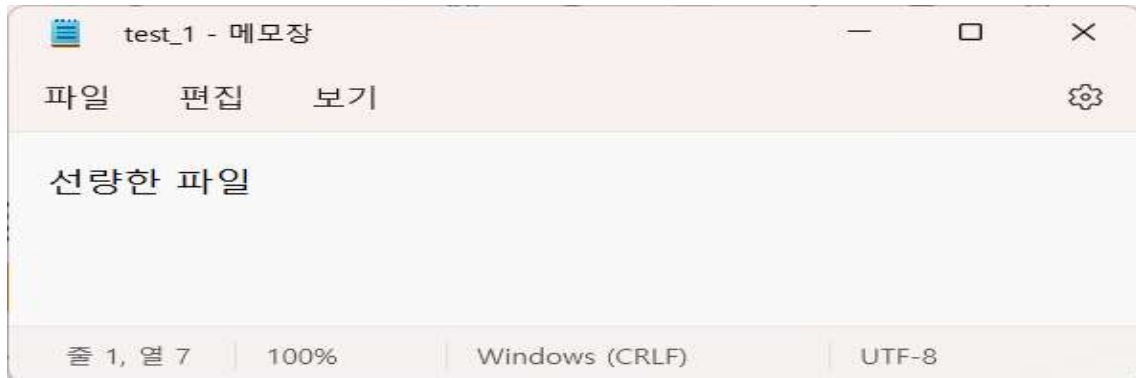 test_1 - 메모장
파일 편집 보기
선량한 파일
줄 1, 열 7 100% Windows (CRLF) UTF-8